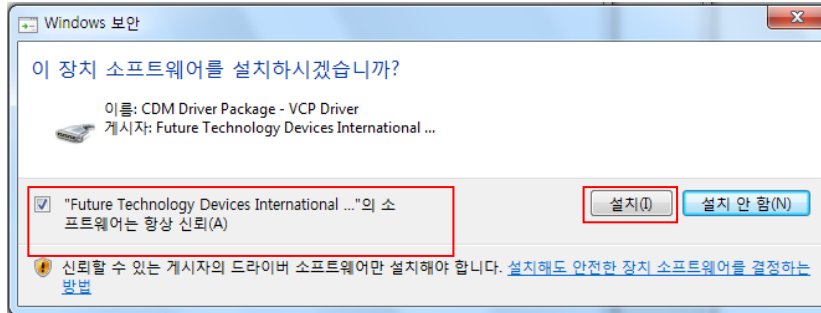 Windows 보안
x
이 장치 소프트웨어를 설치하시겠습니까?
이름: CDM Driver Package - VCP Driver
게시자: Future Technology Devices International ...
"Future Technology Devices International ..."의 소
프트웨어는 항상 신뢰(A)
설치(I) 설치 안 함(N)
신뢰할 수 있는 게시자의 드라이버 소프트웨어만 설치해야 합니다. 설치해도 안전한 장치 소프트웨어를 결정하는
방법